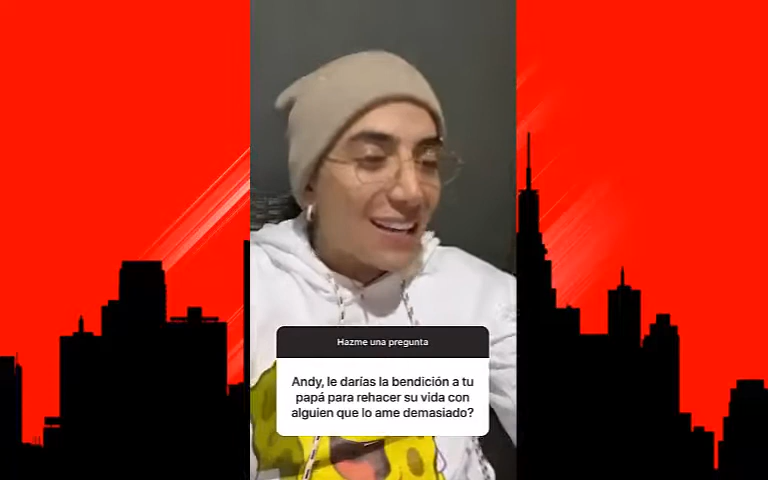 Hazme una pregunta
Andy, le darías la bendición a tu
papá para rehacer su vida con
alguien que lo ame demasiado?